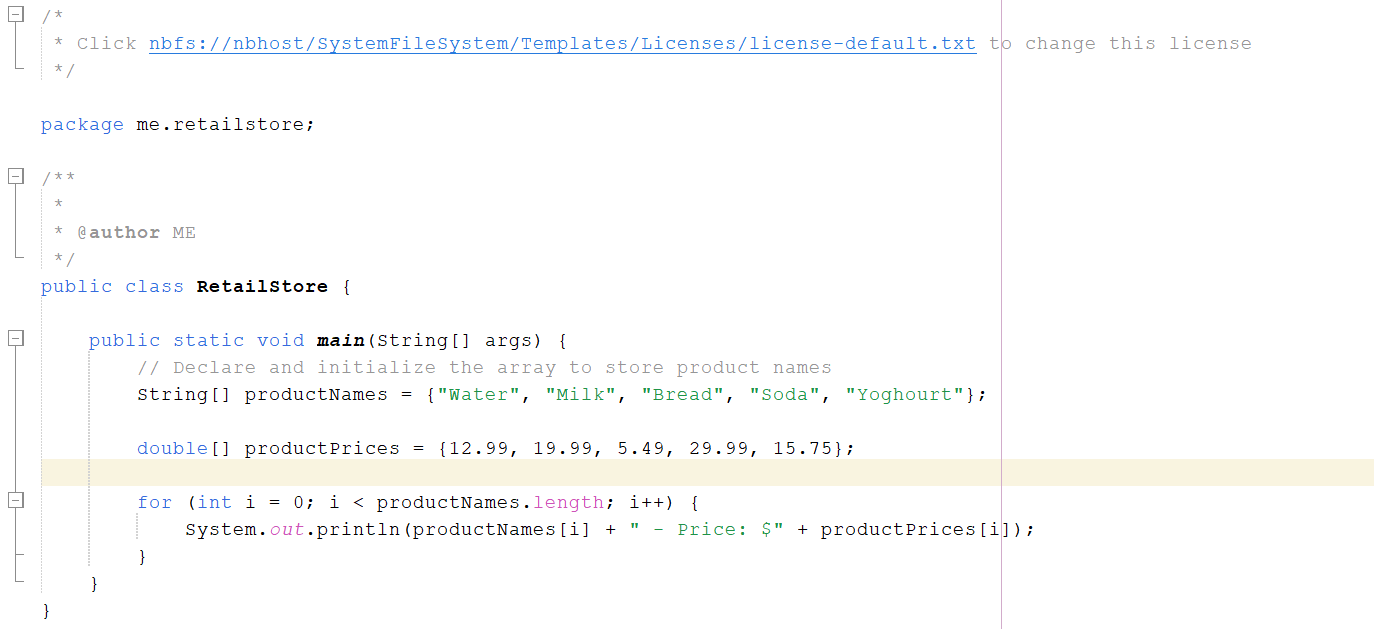 /*
 * Click nbfs://nbhost/SystemFileSystem/Templates/Licenses/license-default.txt to change this license
 */

package me.retailstore;

/**
 *
 * @author ME
 */
public class RetailStore {

    public static void main(String[] args) {
        // Declare and initialize the array to store product names
        String[] productNames = {"Water", "Milk", "Bread", "Soda", "Yoghourt"};

        double[] productPrices = {12.99, 19.99, 5.49, 29.99, 15.75};

        for (int i = 0; i < productNames.length; i++) {
            System.out.println(productNames[i] + " - Price: $" + productPrices[i]);
        }
    }
}